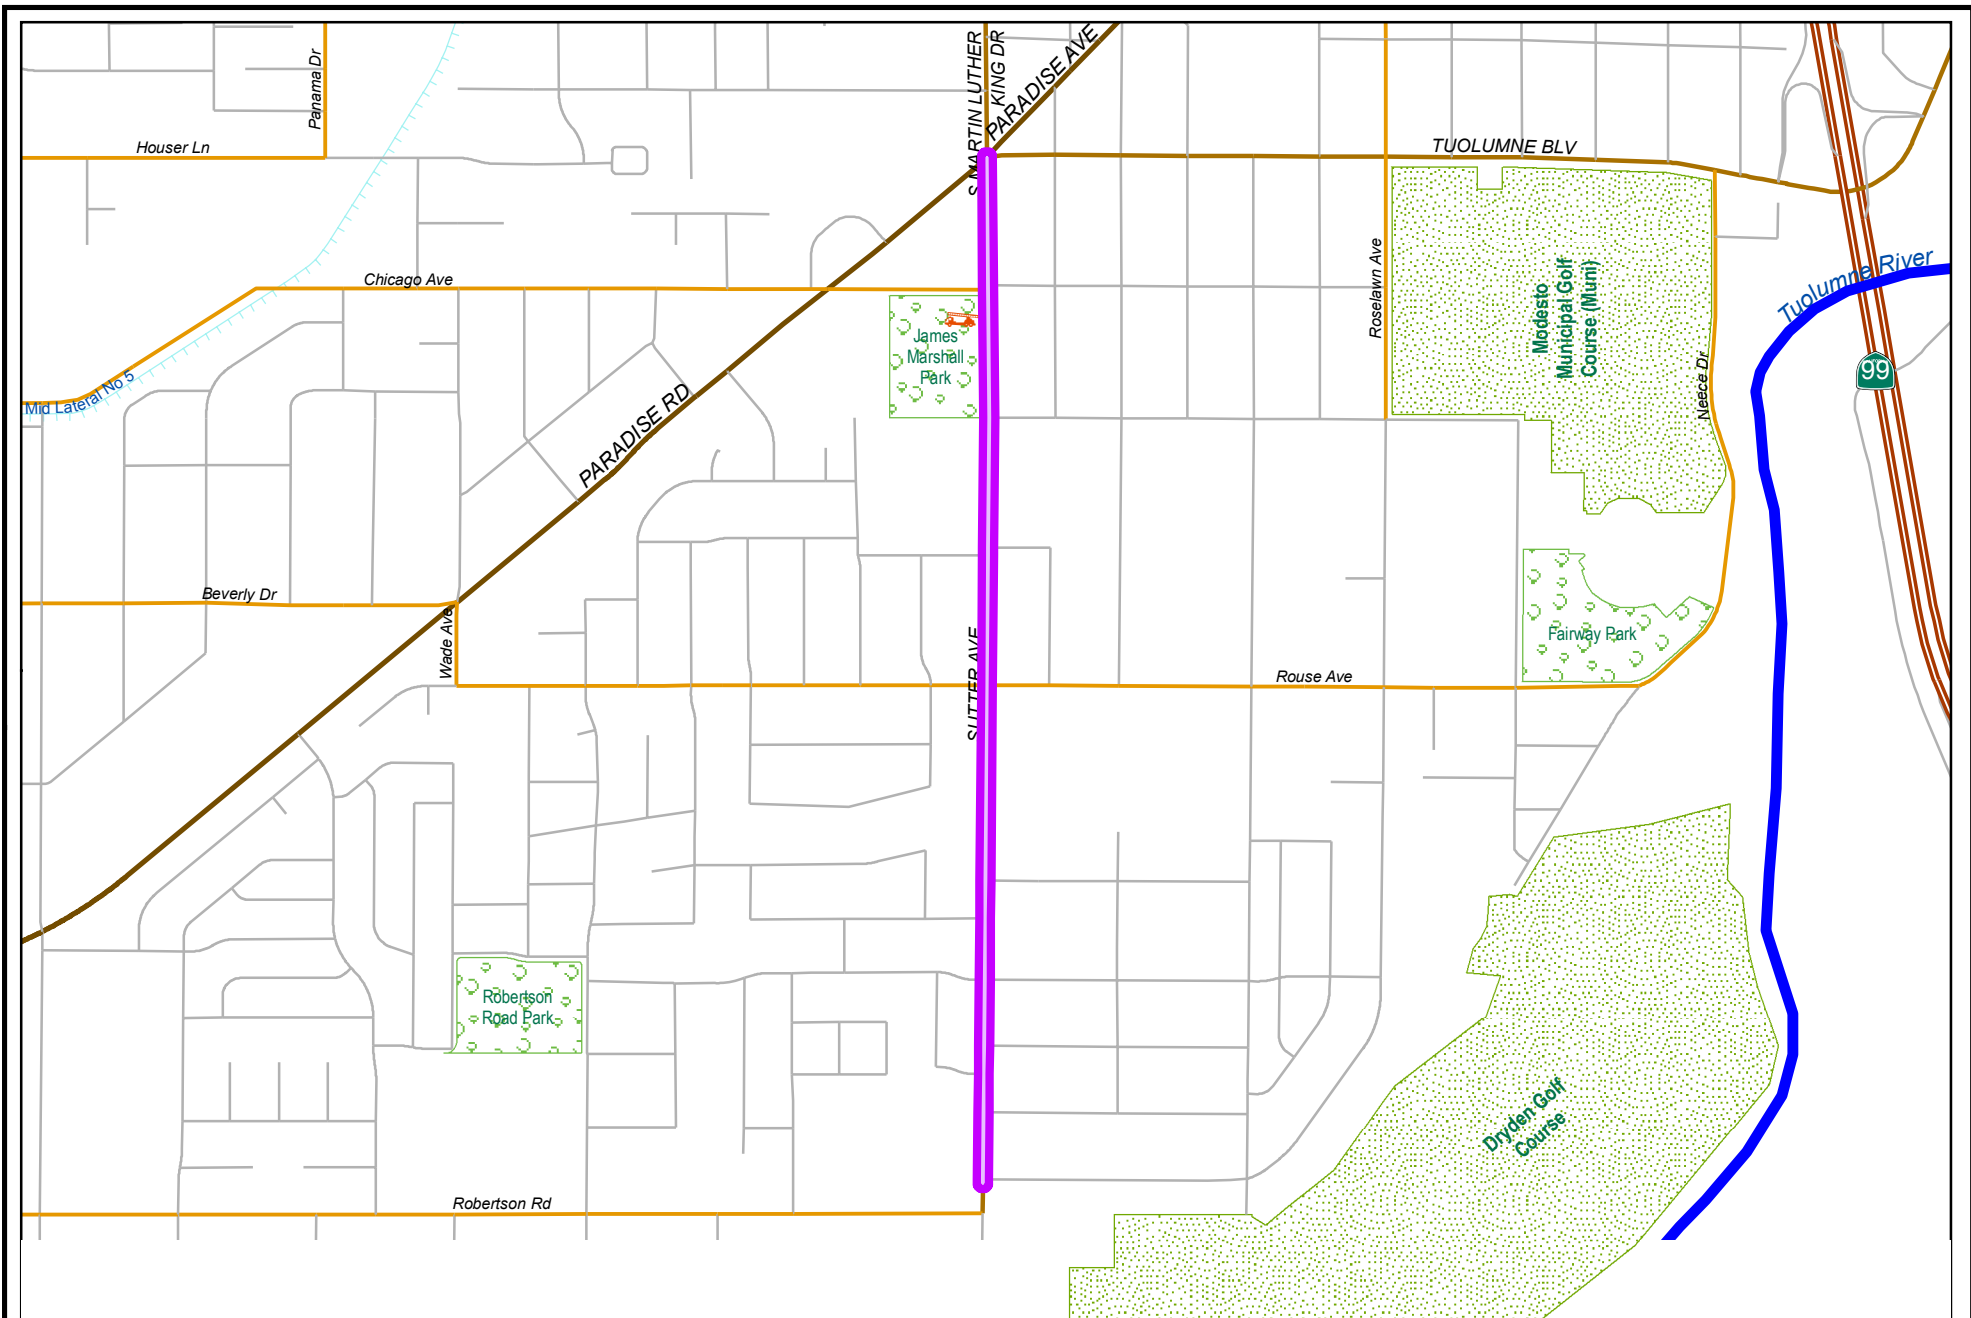 Panama Dr
S MARTIN LUTHER
KING DR
PARADISE AVE
Houser Ln
TUOLUMNE BLV
Chicago Ave
Roselawn Ave
Modesto
Municipal Golf
Course (Muni)
Tuolumne River
James
Marshall
Park
99
Neece Dr
Mid Lateral No 5
PARADISE RD
Beverly Dr
Wade Ave
SUTTER AVE
Fairway Park
Rouse Ave
Robertson
Road Park
Dryden Golf
Course
Robertson Rd